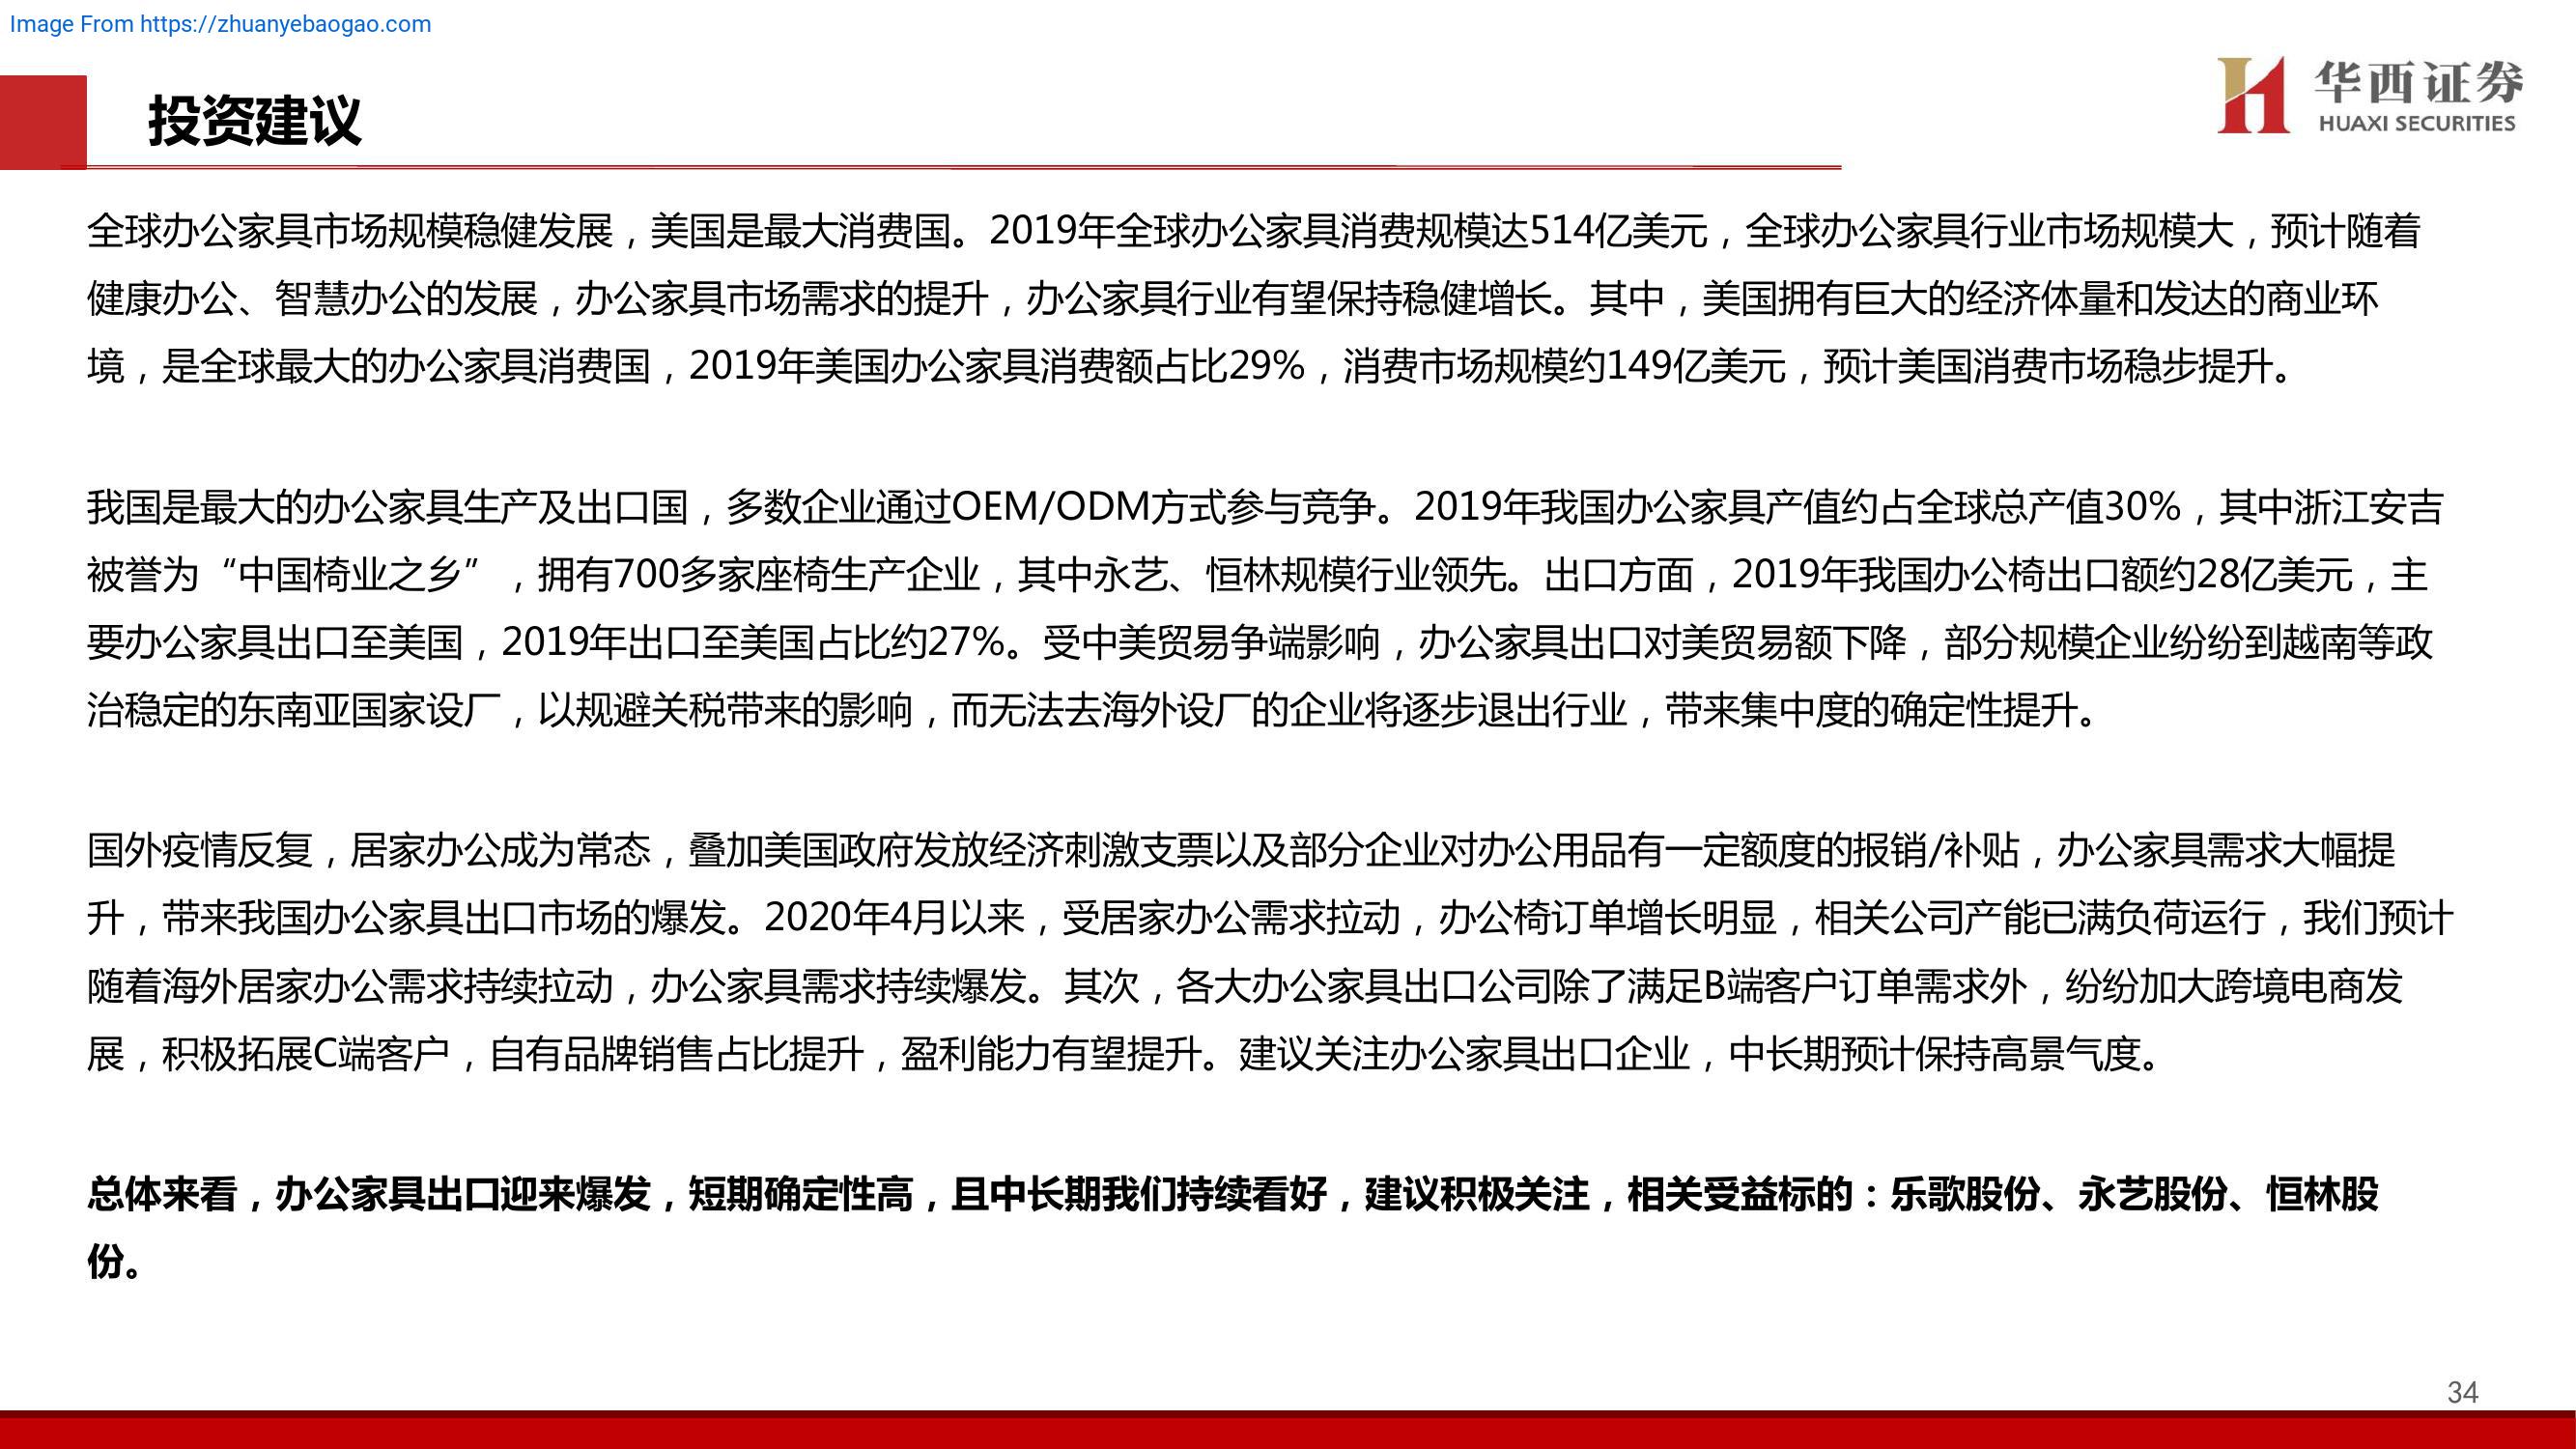 Image From https://zhuanyebaogao.com
华西证券
HUAXI SECURITIES
投资建议
全球办公家具市场规模稳健发展，美国是最大消费国。2019年全球办公家具消费规模达514亿美元，全球办公家具行业市场规模大，预计随着
健康办公、智慧办公的发展，办公家具市场需求的提升，办公家具行业有望保持稳健增长。其中，美国拥有巨大的经济体量和发达的商业环
境，是全球最大的办公家具消费国，2019年美国办公家具消费额占比29%，消费市场规模约149亿美元，预计美国消费市场稳步提升。
我国是最大的办公家具生产及出口国，多数企业通过OEM/ODM方式参与竞争。2019年我国办公家具产值约占全球总产值30%，其中浙江安吉
被誉为“中国椅业之乡”，拥有700多家座椅生产企业，其中永艺、恒林规模行业领先。出口方面，2019年我国办公椅出口额约28亿美元，主
要办公家具出口至美国，2019年出口至美国占比约27%。受中美贸易争端影响，办公家具出口对美贸易额下降，部分规模企业纷纷到越南等政
治稳定的东南亚国家设厂，以规避关税带来的影响，而无法去海外设厂的企业将逐步退出行业，带来集中度的确定性提升。
国外疫情反复，居家办公成为常态，叠加美国政府发放经济刺激支票以及部分企业对办公用品有一定额度的报销/补贴，办公家具需求大幅提
升，带来我国办公家具出口市场的爆发。2020年4月以来，受居家办公需求拉动，办公椅订单增长明显，相关公司产能已满负荷运行，我们预计
随着海外居家办公需求持续拉动，办公家具需求持续爆发。其次，各大办公家具出口公司除了满足B端客户订单需求外，纷纷加大跨境电商发
展，积极拓展C端客户，自有品牌销售占比提升，盈利能力有望提升。建议关注办公家具出口企业，中长期预计保持高景气度。
总体来看，办公家具出口迎来爆发，短期确定性高，且中长期我们持续看好，建议积极关注，相关受益标的：乐歌股份、永艺股份、恒林股
份。
34